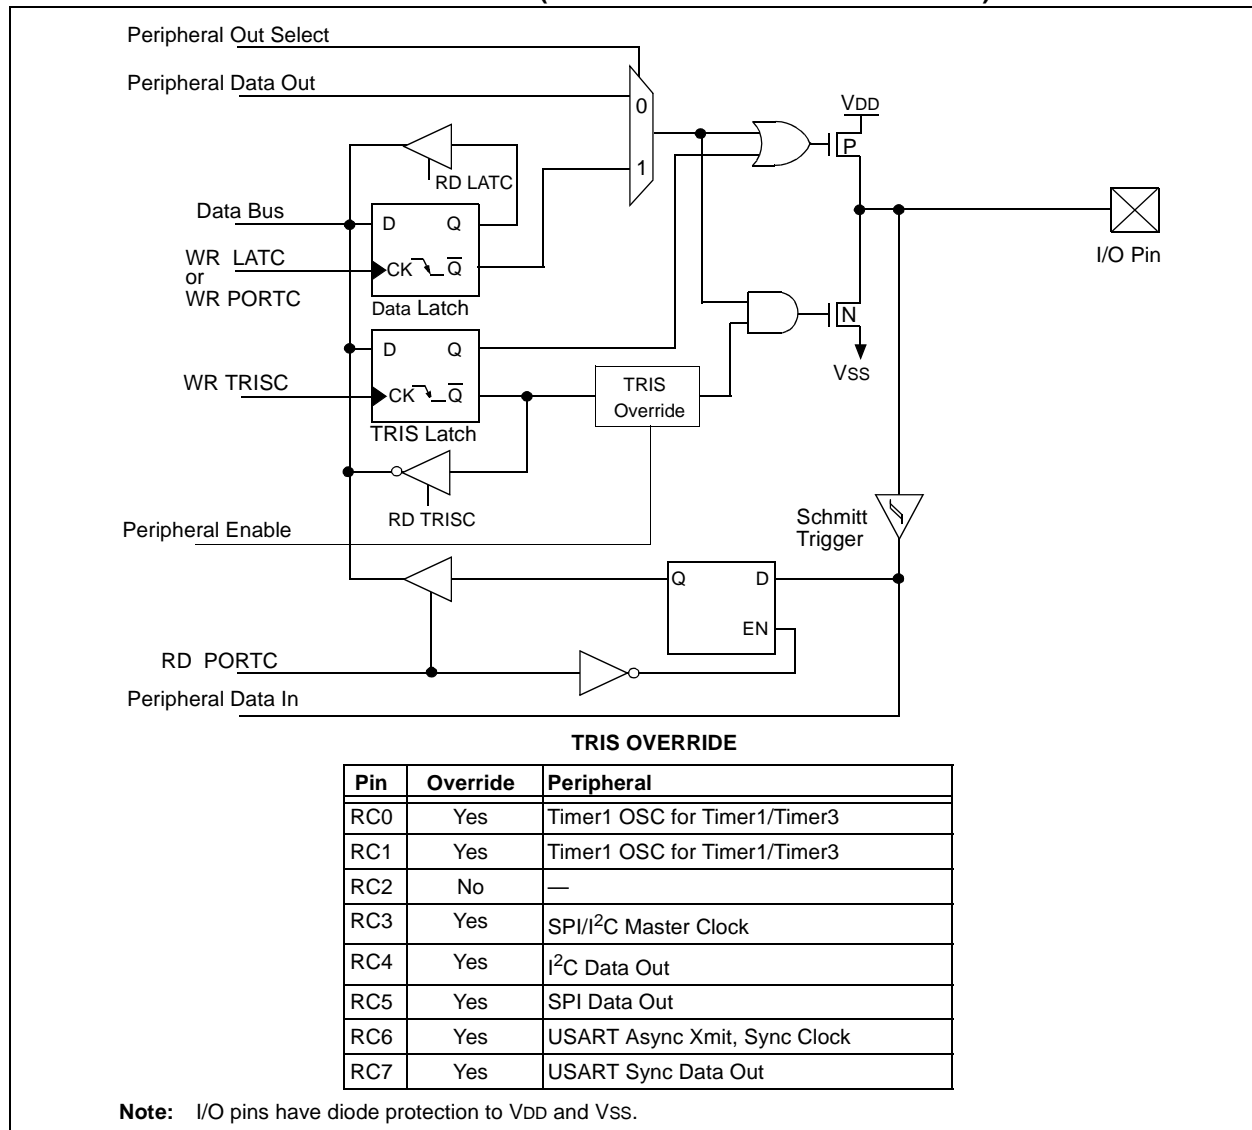 Peripheral Out Select
Peripheral Data Out
0
1
VDD
P
RD LATC
Data Bus
D Q
WR LATC
or
WR PORTC
CK Q̅
Data Latch
I/O Pin
N
VSS
D Q
WR TRISC
CK Q̅
TRIS Latch
TRIS
Override
RD TRISC
Peripheral Enable
Schmitt
Trigger
Q D
EN
RD PORTC
Peripheral Data In
TRIS OVERRIDE
Pin Override Peripheral
RC0 Yes Timer1 OSC for Timer1/Timer3
RC1 Yes Timer1 OSC for Timer1/Timer3
RC2 No —
RC3 Yes SPI/I²C Master Clock
RC4 Yes I²C Data Out
RC5 Yes SPI Data Out
RC6 Yes USART Async Xmit, Sync Clock
RC7 Yes USART Sync Data Out
Note: I/O pins have diode protection to VDD and VSS.